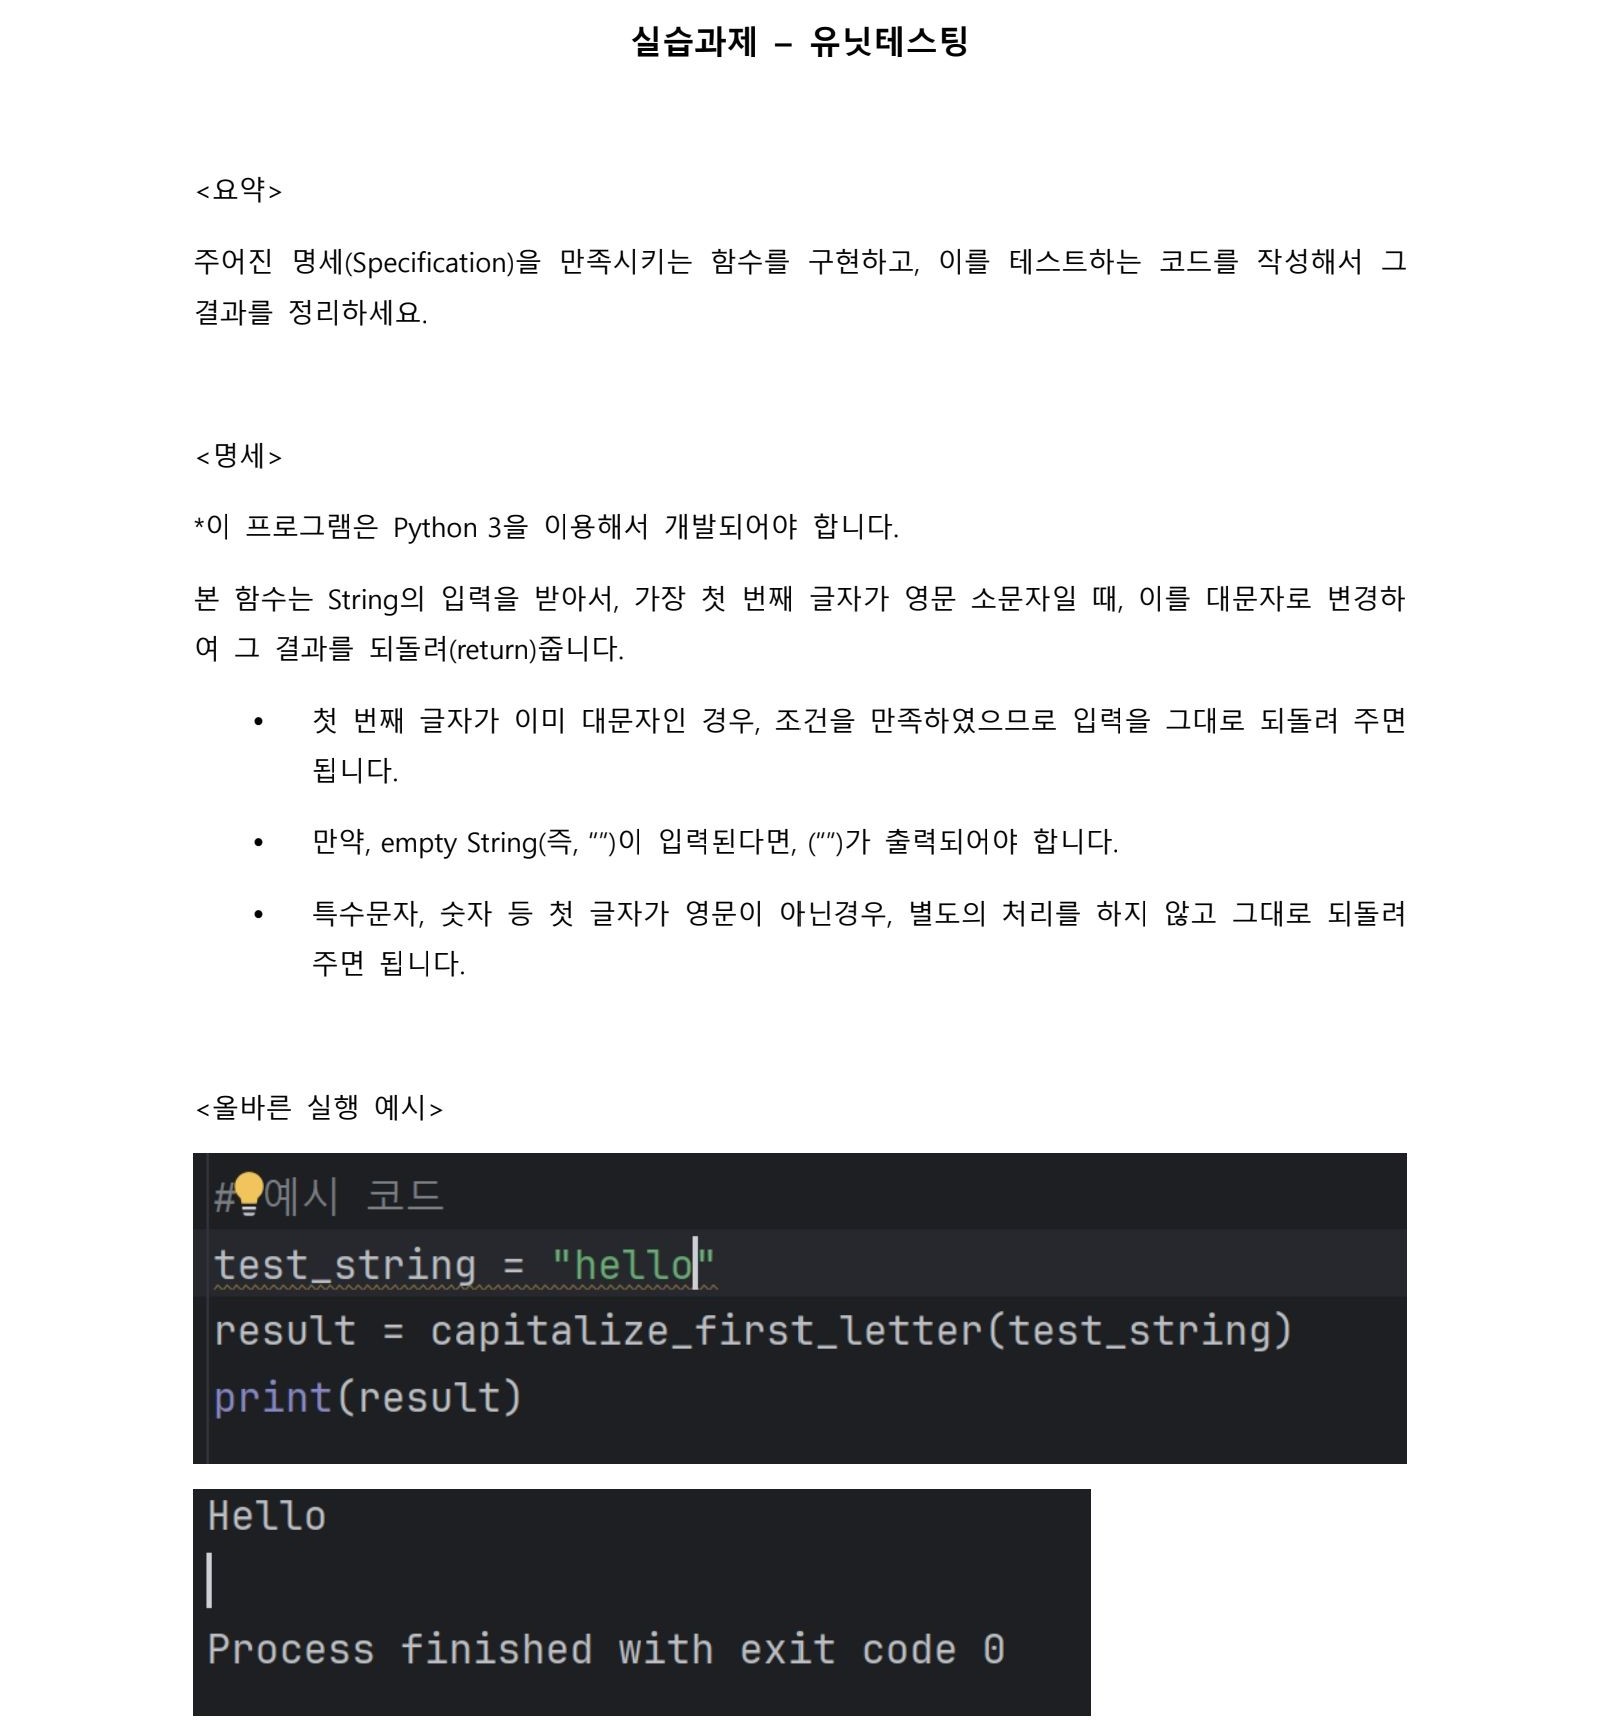 실습과제 – 유닛테스팅
<요약>
주어진 명세(Specification)을 만족시키는 함수를 구현하고, 이를 테스트하는 코드를 작성해서 그
결과를 정리하세요.
<명세>
*이 프로그램은 Python 3을 이용해서 개발되어야 합니다.
본 함수는 String의 입력을 받아서, 가장 첫 번째 글자가 영문 소문자일 때, 이를 대문자로 변경하
여 그 결과를 되돌려(return)줍니다.
• 첫 번째 글자가 이미 대문자인 경우, 조건을 만족하였으므로 입력을 그대로 되돌려 주면
됩니다.
• 만약, empty String(즉, “”)이 입력된다면, (“”)가 출력되어야 합니다.
• 특수문자, 숫자 등 첫 글자가 영문이 아닌경우, 별도의 처리를 하지 않고 그대로 되돌려
주면 됩니다.
<올바른 실행 예시>
# 예시 코드
test_string = "hello"
result = capitalize_first_letter(test_string)
print(result)
Hello
Process finished with exit code 0